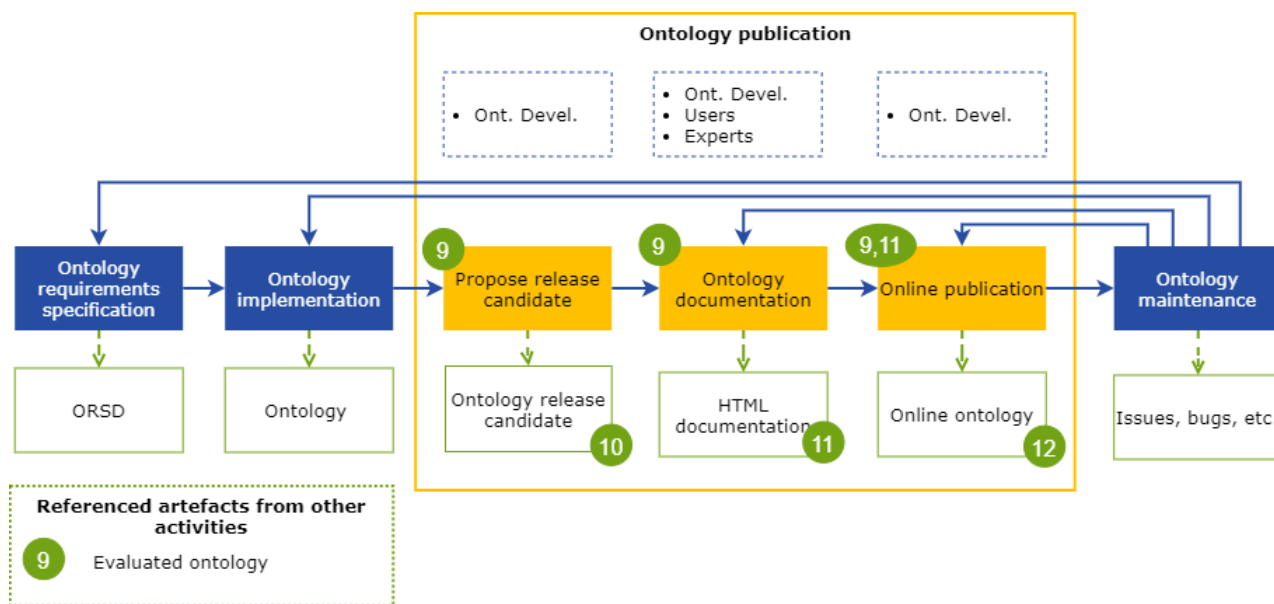 Ontology publication
• Ont. Devel.
• Ont. Devel.
• Users
• Experts
• Ont. Devel.
9
9
9,11
Ontology
requirements
specification
Ontology
implementation
Propose release
candidate
Ontology
documentation
Online publication
Ontology
maintenance
ORSD
Ontology
Ontology release
candidate
10
HTML
documentation
11
Online ontology
12
Issues, bugs, etc
Referenced artefacts from other
activities
9
Evaluated ontology